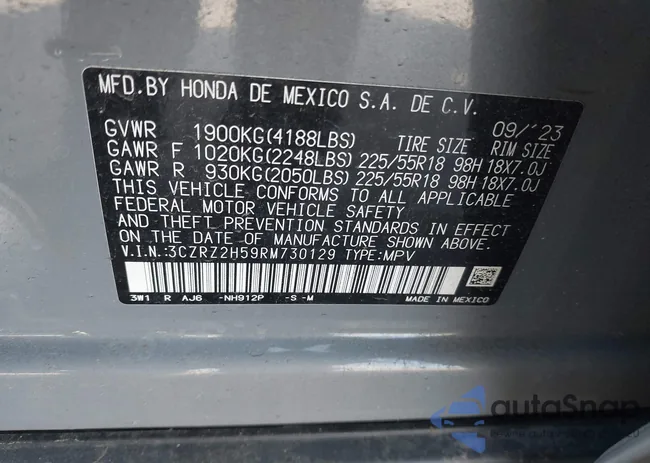 MFD. BY HONDA DE MEXICO S.A. DE C.V.
09/'23
GVWR 1900KG(4188LBS) TIRE SIZE RIM SIZE
GAWR F 1020KG(2248LBS) 225/55R18 98H 18X7.0J
GAWR R 930KG(2050LBS) 225/55R18 98H 18X7.0J
THIS VEHICLE CONFORMS TO ALL APPLICABLE
FEDERAL MOTOR VEHICLE SAFETY
AND THEFT PREVENTION STANDARDS IN EFFECT
ON THE DATE OF MANUFACTURE SHOWN ABOVE.
V.I.N.:3CZRZ2H59RM730129 TYPE:MPV
3W1 R AJ6 -NH912P -S-M MADE IN MEXICO
autoSnap